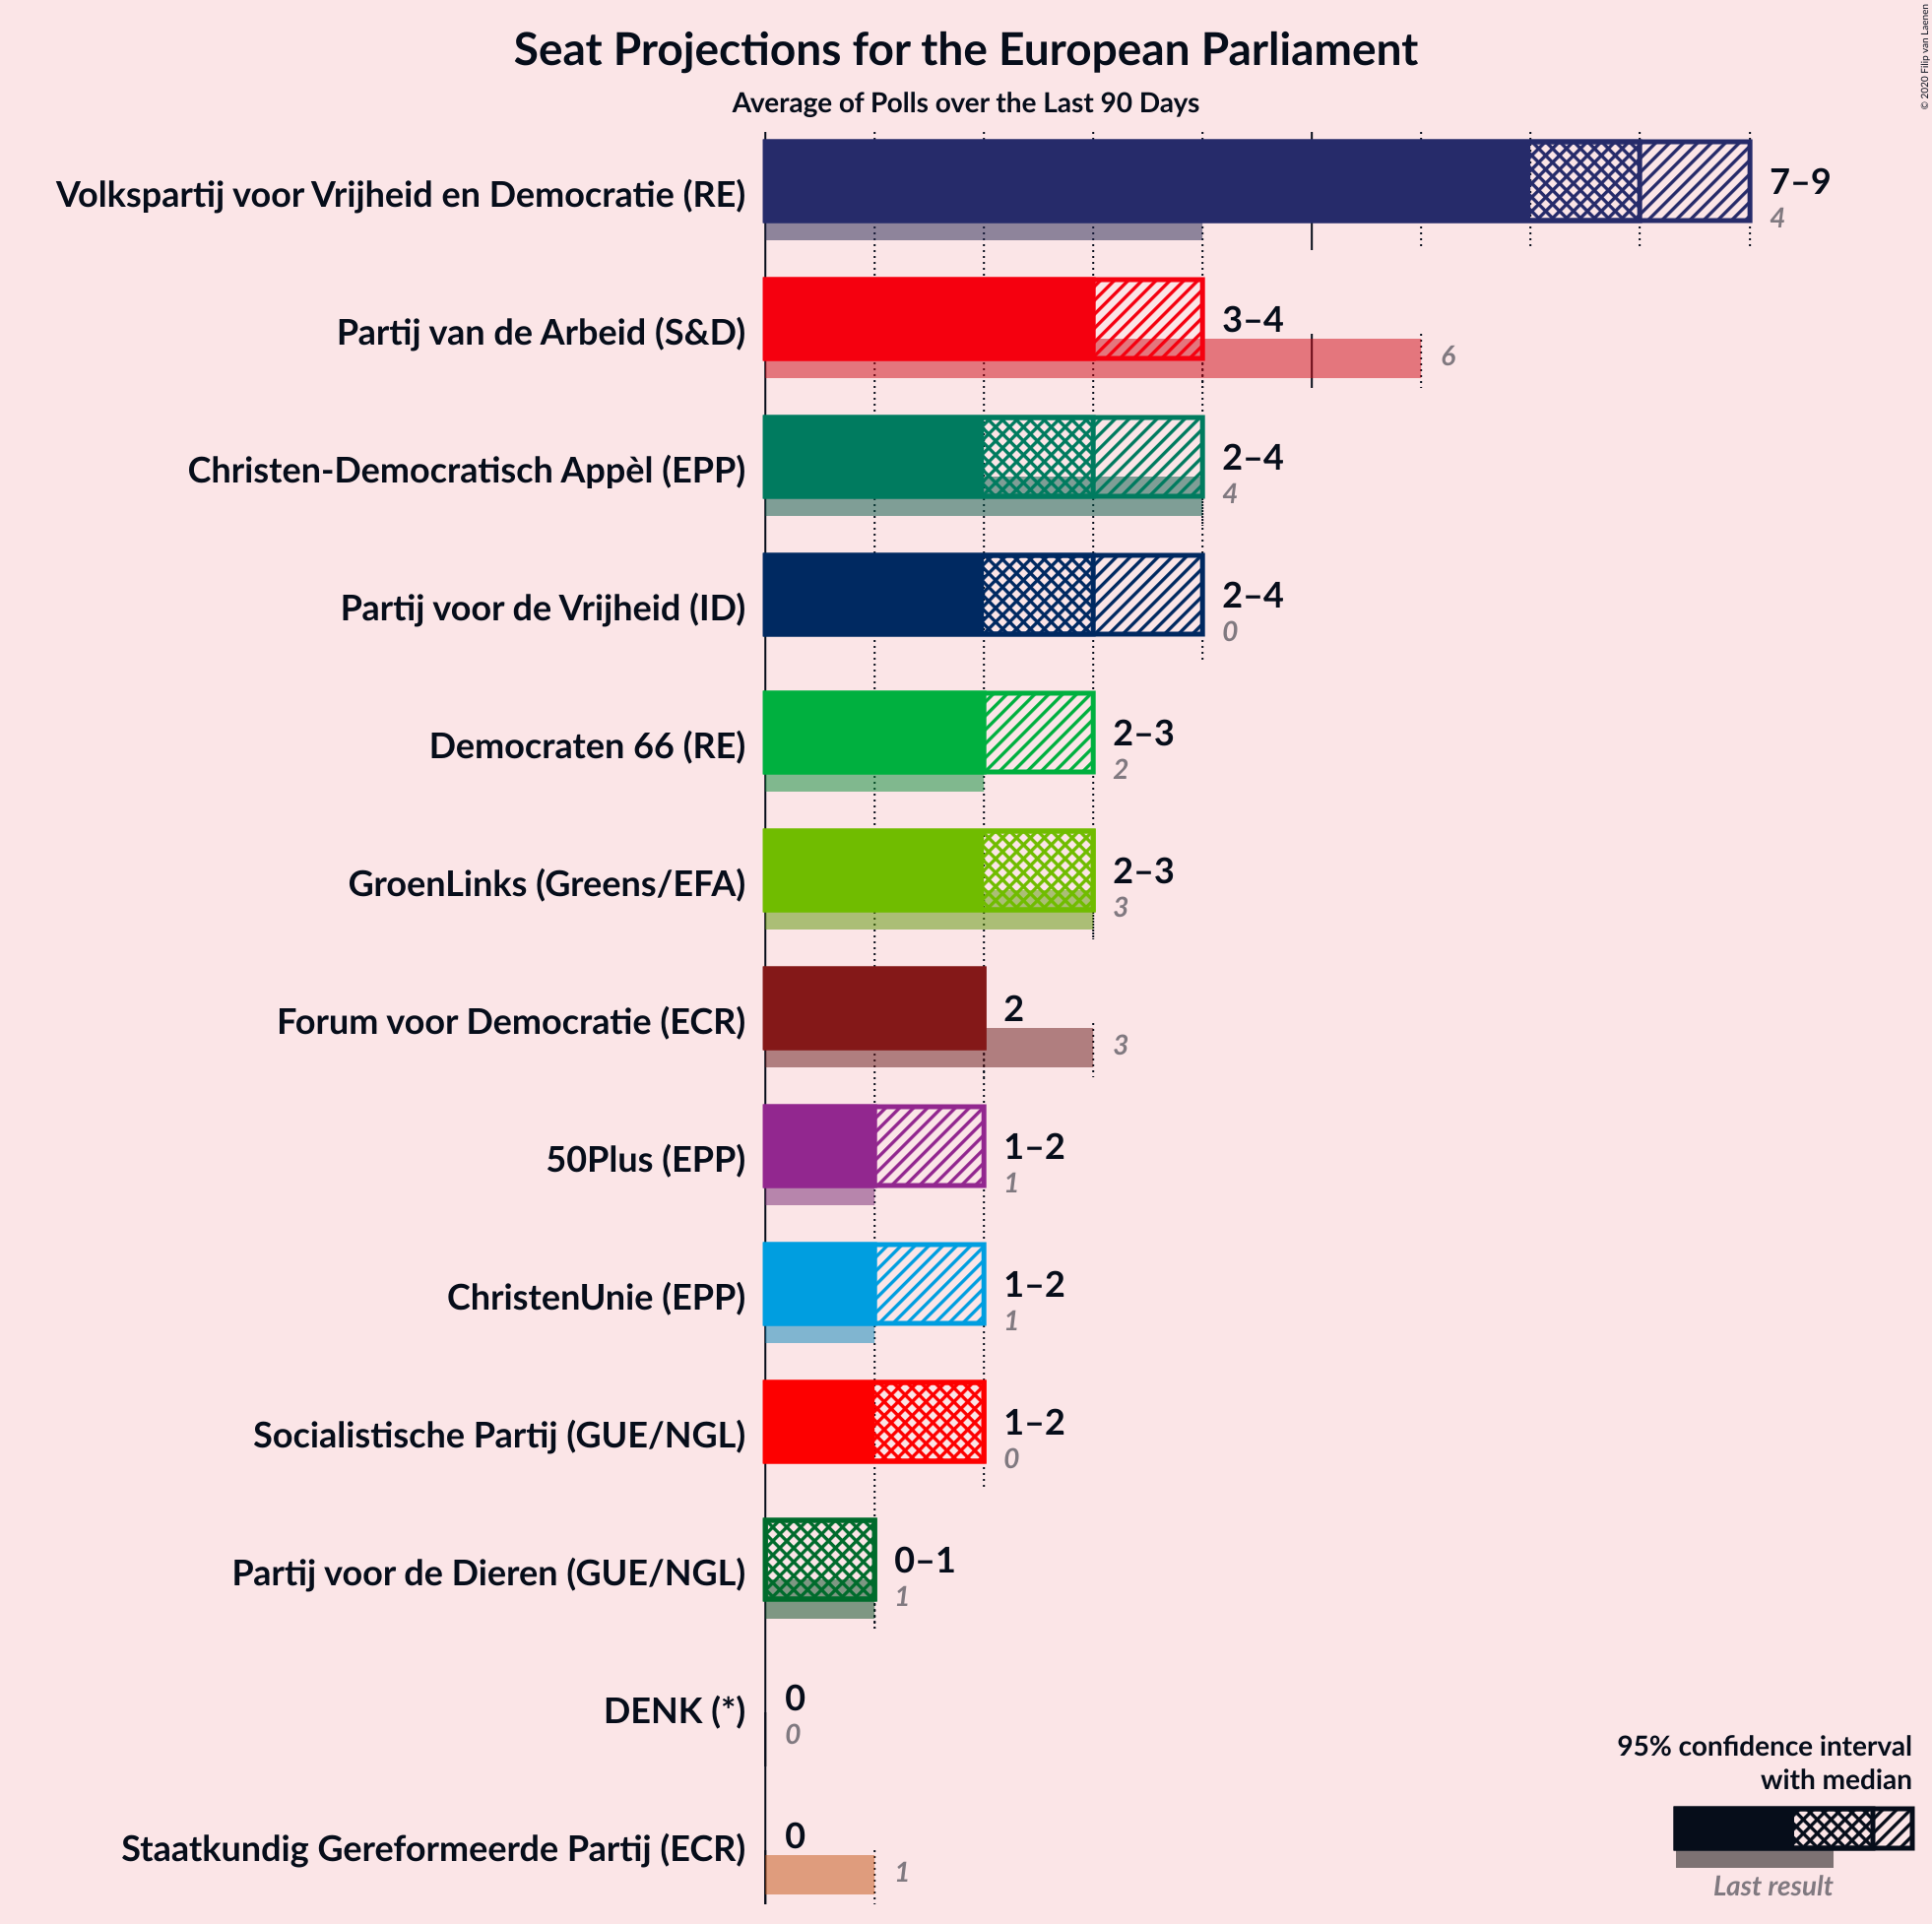 Seat Projections for the European Parliament
Average of Polls over the Last 90 Days
© 2020 Filip van Laenen
Volkspartij voor Vrijheid en Democratie (RE)
7–9
4
Partij van de Arbeid (S&D)
3–4
6
Christen-Democratisch Appèl (EPP)
2–4
4
Partij voor de Vrijheid (ID)
2–4
0
Democraten 66 (RE)
2–3
2
GroenLinks (Greens/EFA)
2–3
3
Forum voor Democratie (ECR)
2
3
50Plus (EPP)
1–2
1
ChristenUnie (EPP)
1–2
1
Socialistische Partij (GUE/NGL)
1–2
0
Partij voor de Dieren (GUE/NGL)
0–1
1
DENK (*)
0
0
Staatkundig Gereformeerde Partij (ECR)
0
1
95% confidence interval
with median
Last result